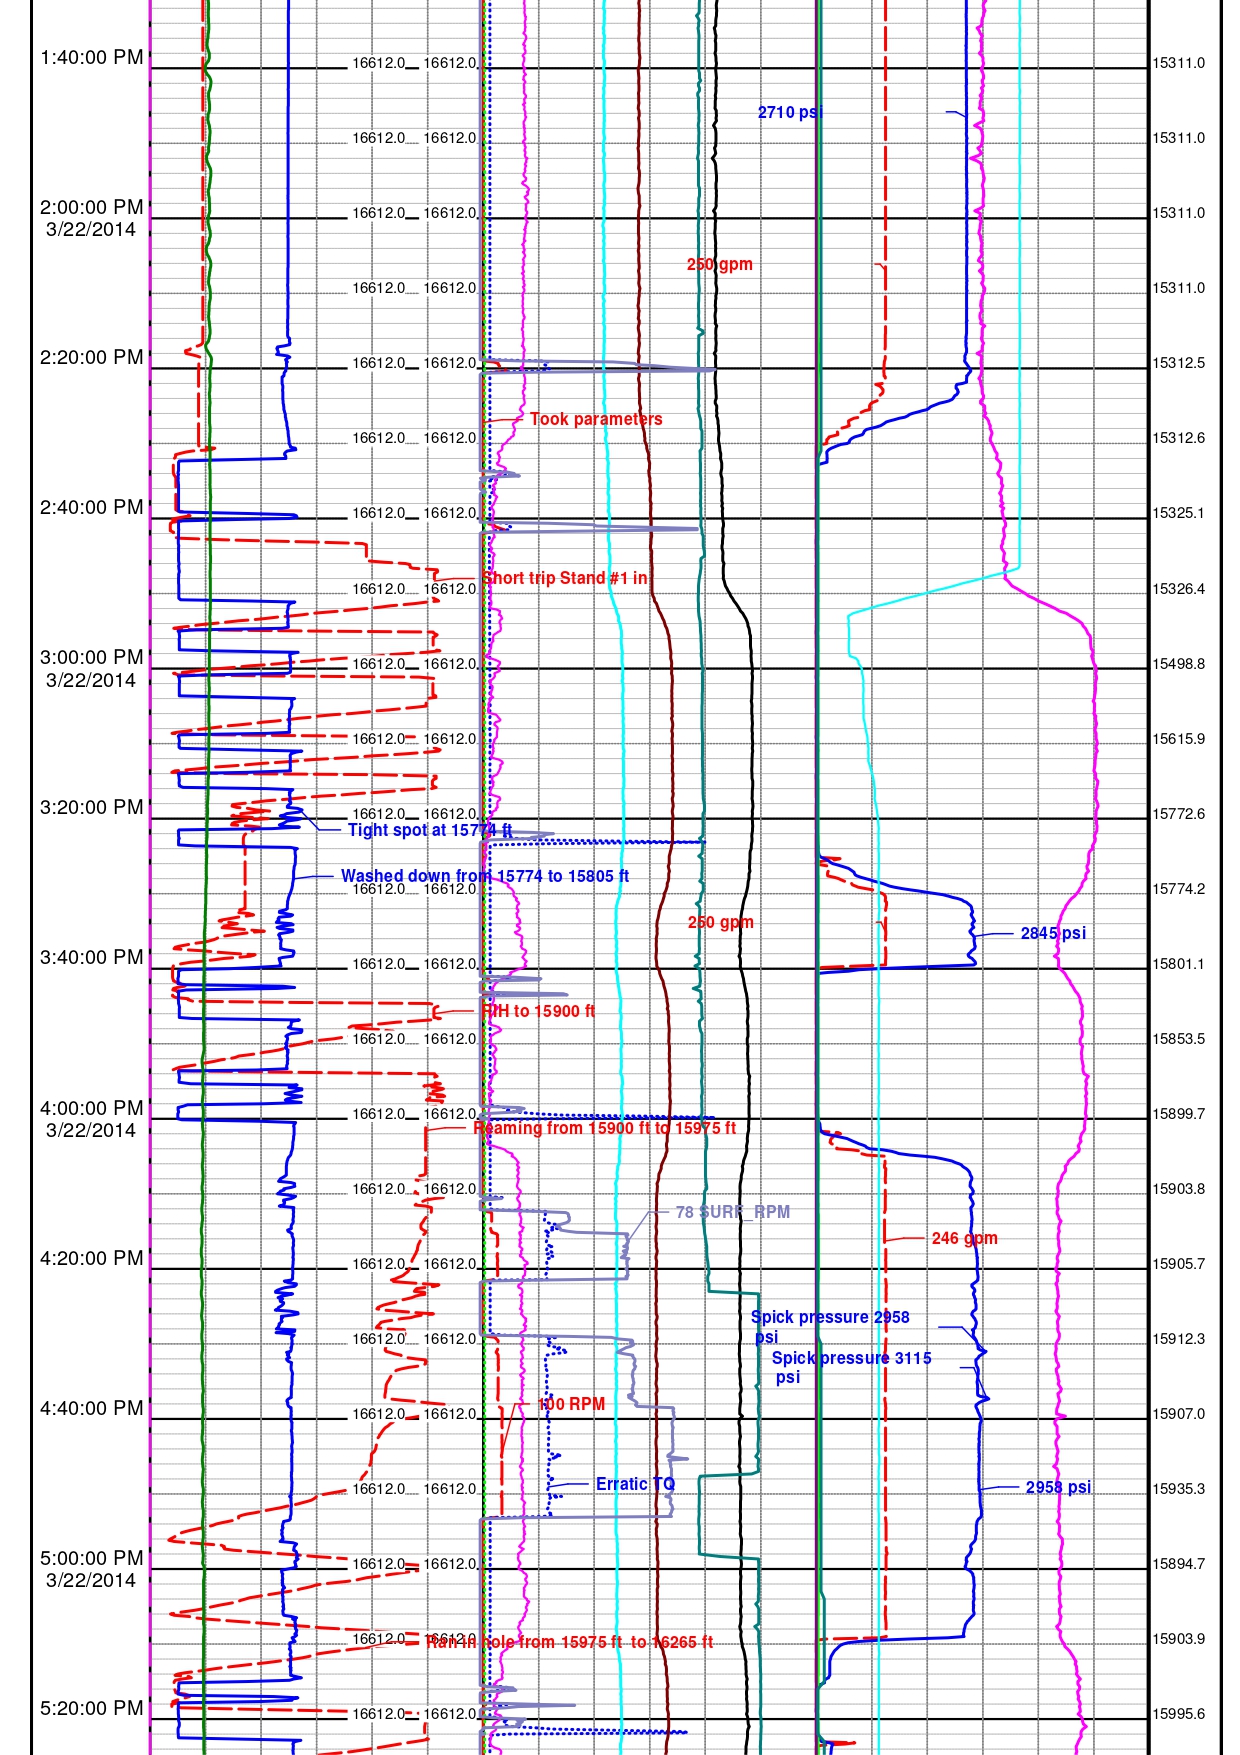 1:40:00 PM
16612.0 16612.0 15311.0
2710 psi
16612.0 16612.0 15311.0
2:00:00 PM
3/22/2014
16612.0 16612.0 15311.0
250 gpm
16612.0 16612.0 15311.0
2:20:00 PM
16612.0 16612.0 15312.5
Took parameters
16612.0 16612.0 15312.6
2:40:00 PM
16612.0 16612.0 15325.1
Short trip Stand #1 in
16612.0 16612.0 15326.4
3:00:00 PM
3/22/2014
16612.0 16612.0 15498.8
16612.0 16612.0 15615.9
3:20:00 PM
16612.0 16612.0 15772.6
Tight spot at 15774 ft
Washed down from 15774 to 15805 ft
16612.0 16612.0 15774.2
250 gpm
2845 psi
3:40:00 PM
16612.0 16612.0 15801.1
RIH to 15900 ft
16612.0 16612.0 15853.5
4:00:00 PM
3/22/2014
16612.0 16612.0 15899.7
Reaming from 15900 ft to 15975 ft
16612.0 16612.0 15903.8
78 SURF_RPM
246 gpm
4:20:00 PM
16612.0 16612.0 15905.7
Spick pressure 2958
psi
16612.0 16612.0 15912.3
Spick pressure 3115
psi
4:40:00 PM
100 RPM
16612.0 16612.0 15907.0
Erratic TQ
2958 psi
16612.0 16612.0 15935.3
5:00:00 PM
3/22/2014
16612.0 16612.0 15894.7
16612.0 16612.0 15903.9
Ran in hole from 15975 ft to 16265 ft
5:20:00 PM
16612.0 16612.0 15995.6